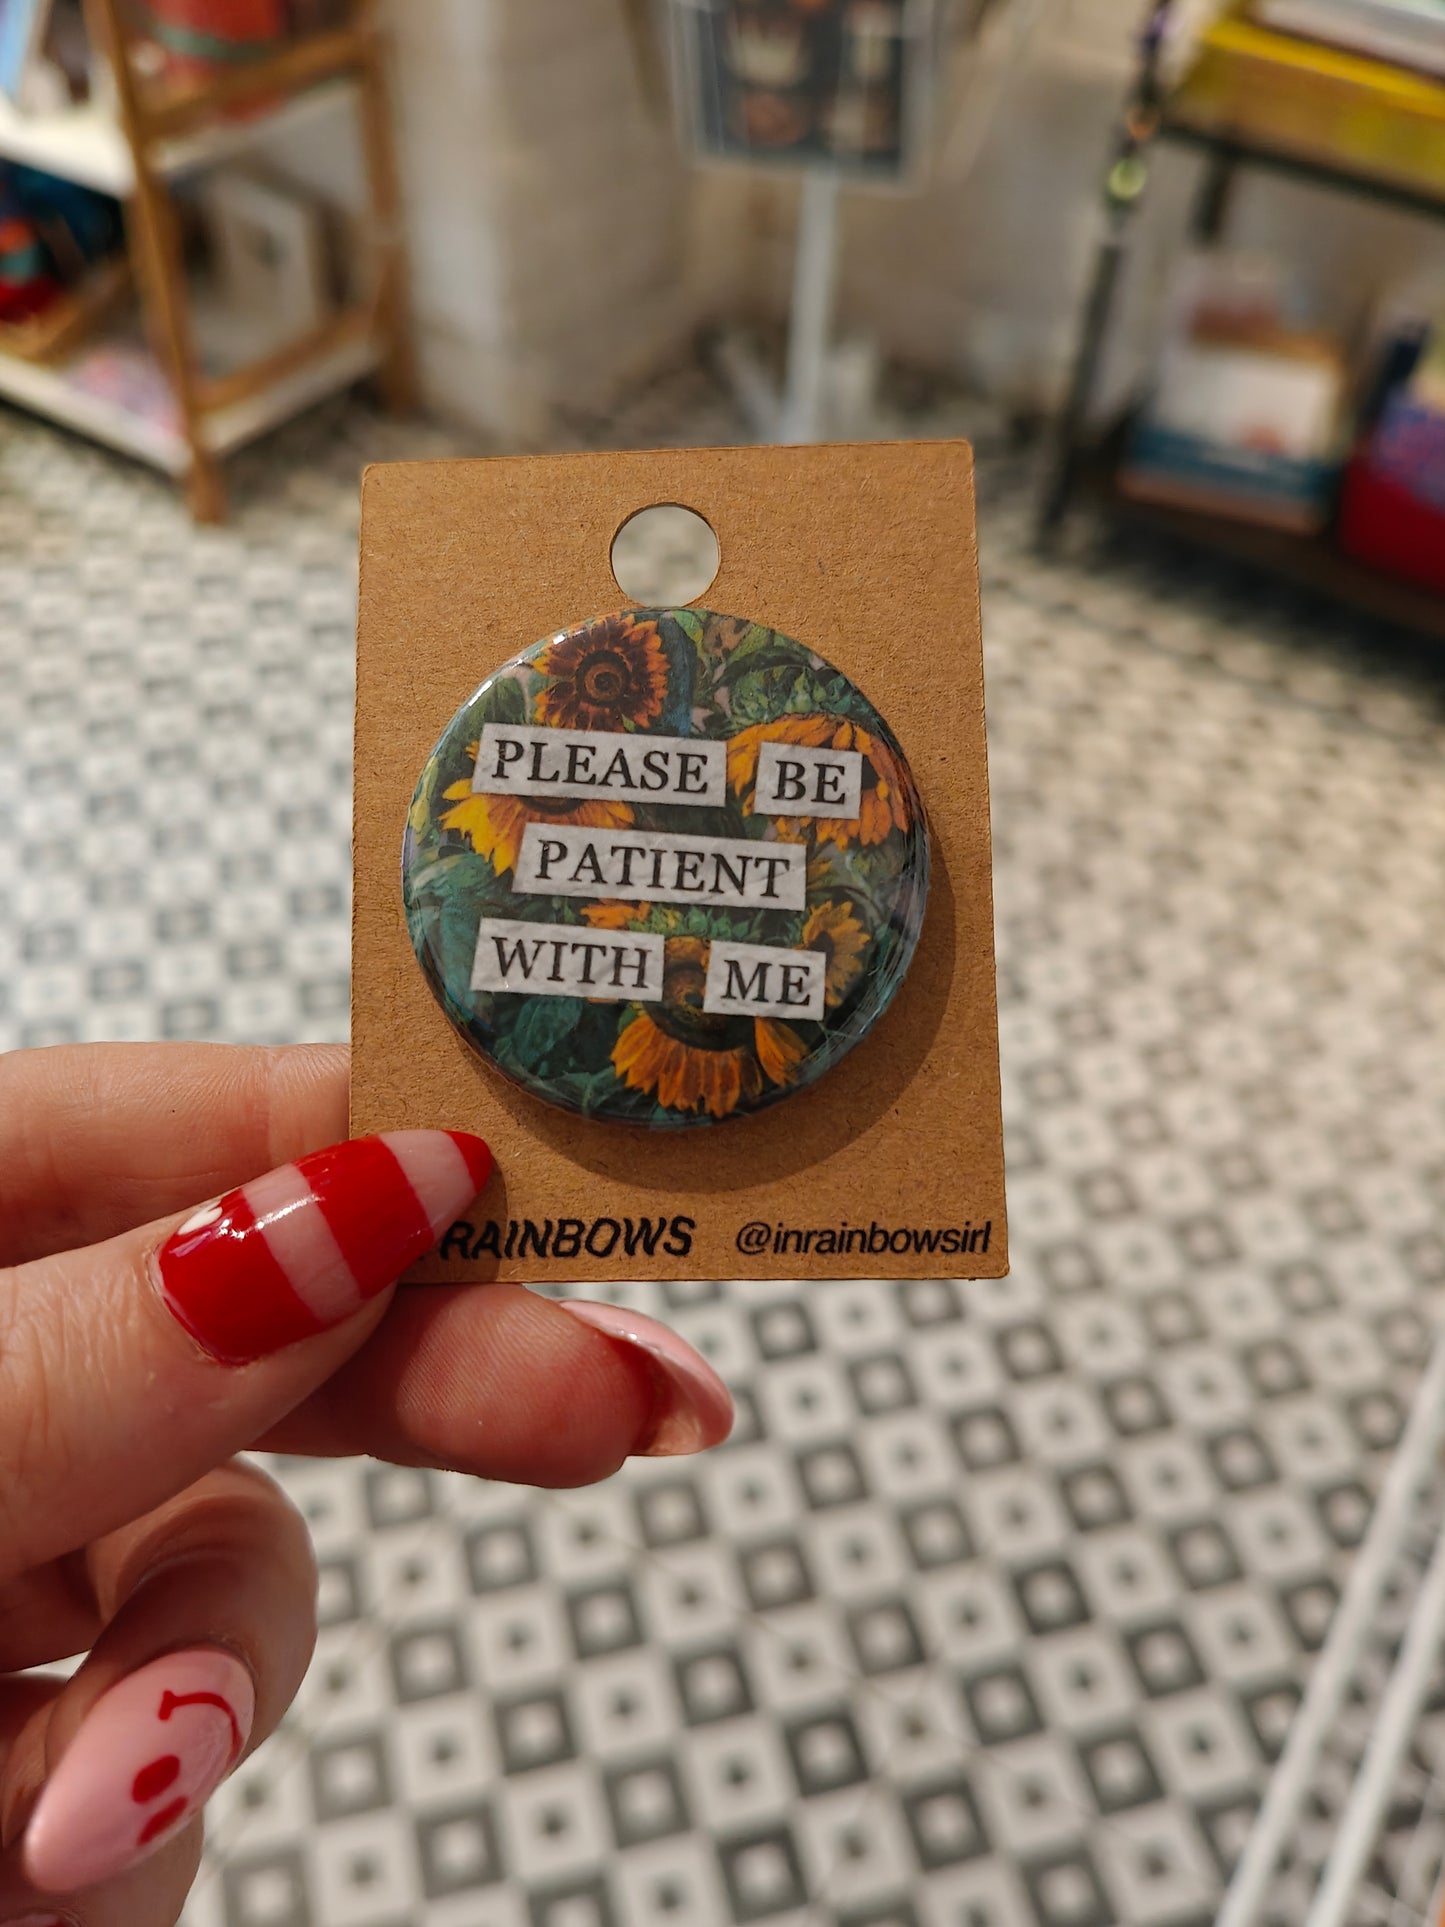 PLEASE BE
PATIENT
WITH ME
RAINBOWS @inrainbowsirl